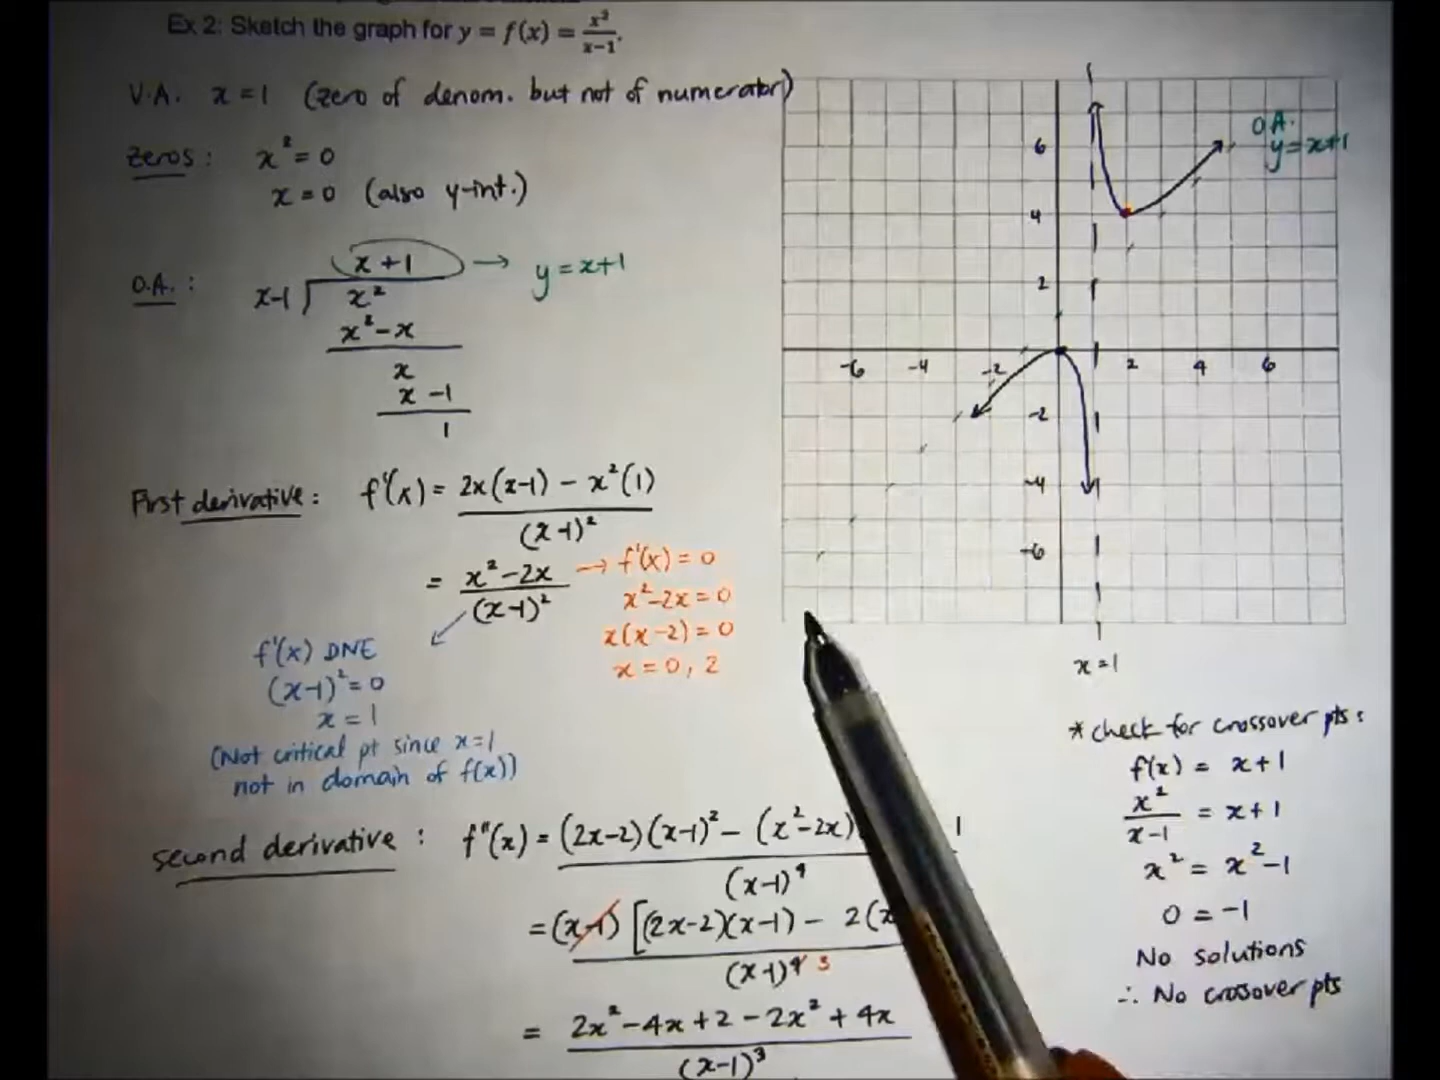 Ex 2: Sketch the graph for y = f(x) = x²/x-1.
V.A. x = 1 (zero of denom. but not of numerator)
zeros: x² = 0
x = 0 (also y-int.)
O.A.: x + 1 → y = x+1
x-1 ) x²
x² - x
x
x - 1
1
First derivative: f'(x) = 2x(x-1) - x²(1)
(x-1)²
= x² - 2x / (x-1)² → f'(x) = 0
x² - 2x = 0
x(x-2) = 0
x = 0, 2
f'(x) DNE
(x-1)² = 0
x = 1
(Not critical pt since x=1
not in domain of f(x))
second derivative: f"(x) = (2x-2)(x-1)² - (x²-2x) 1
(x-1)⁴
= (x-1) [(2x-2)(x-1) - 2(x
(x-1)⁴ 3
= 2x² - 4x + 2 - 2x² + 4x
(x-1)³
O.A.
y = x+1
6
4
2
-6 -4 -2 2 4 6
-2
-4
-6
x = 1
*check for crossover pts:
f(x) = x + 1
x²/x-1 = x + 1
x² = x² - 1
0 = -1
No solutions
∴ No crossover pts